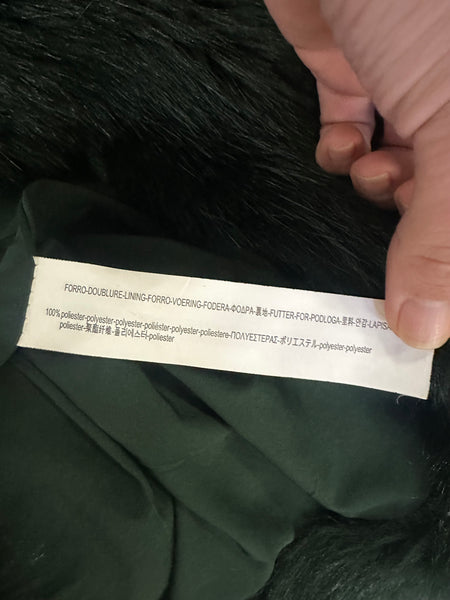 FORRO-DOUBLURE-LINING-FORRO-VOERING-FODERA-ΦΟΔΡΑ-裏地-FUTTER-FOR-PODLOGA-里料-안감-LAPISA
100% poliester-polyester-polyester-poliéster-polyester-poliestere-ΠΟΛΥΕΣΤΕΡΑΣ-ポリエステル-polyester-polyester
poliester-聚酯纤维-폴리에스터-poliester